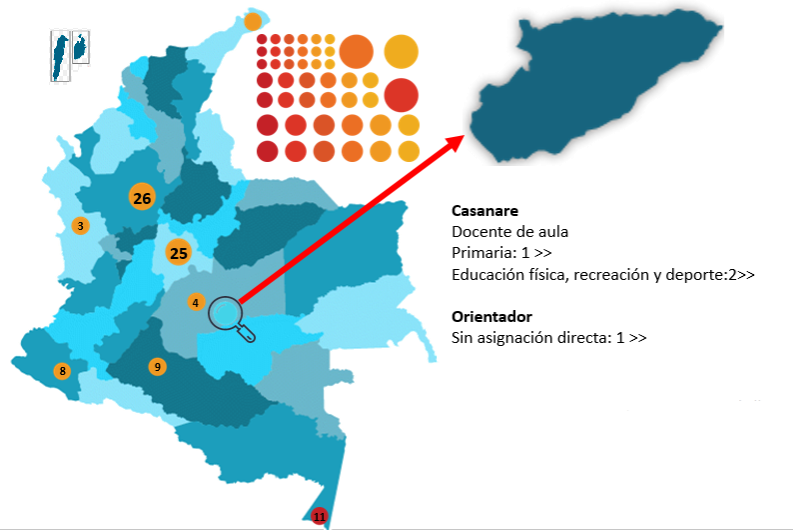 26
3
25
4
8
9
11
Casanare
Docente de aula
Primaria: 1 >>
Educación física, recreación y deporte:2>>
Orientador
Sin asignación directa: 1 >>